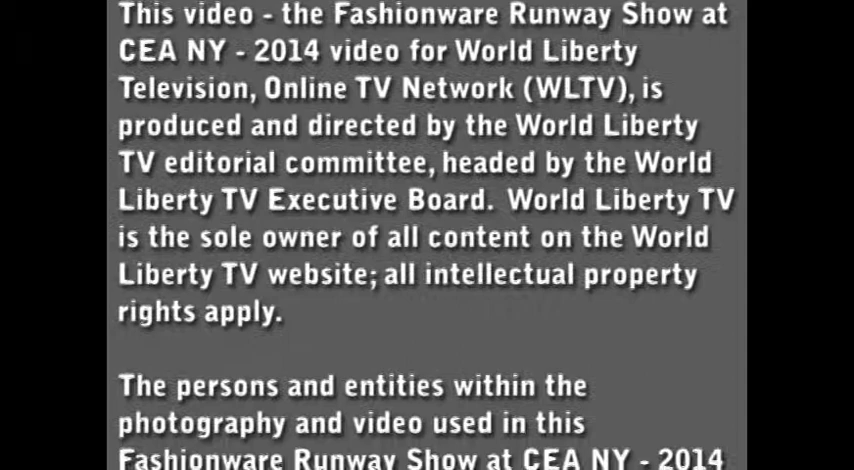 This video - the Fashionware Runway Show at
CEA NY - 2014 video for World Liberty
Television, Online TV Network (WLTV), is
produced and directed by the World Liberty
TV editorial committee, headed by the World
Liberty TV Executive Board.  World Liberty TV
is the sole owner of all content on the World
Liberty TV website; all intellectual property
rights apply.

The persons and entities within the
photography and video used in this
Fashionware Runway Show at CEA NY - 2014